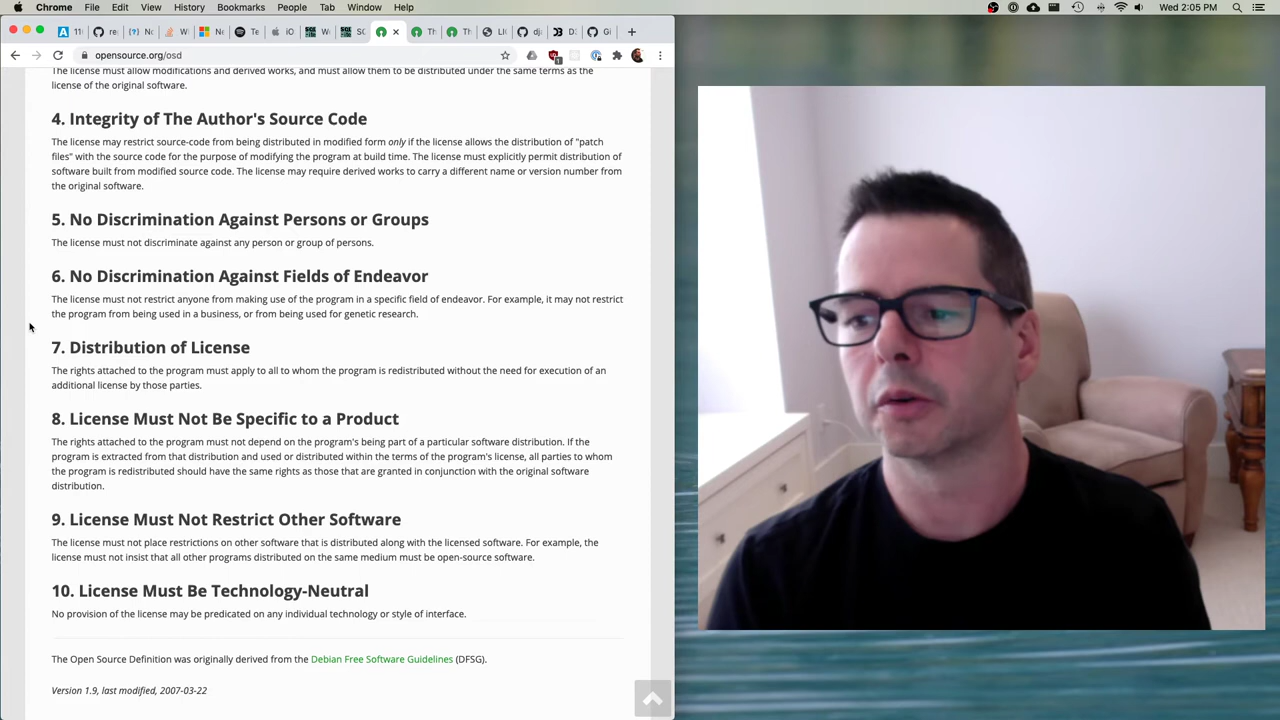 Chrome File Edit View History Bookmarks People Tab Window Help Wed 2:05 PM
opensource.org/osd
The license must allow modifications and derived works, and must allow them to be distributed under the same terms as the
license of the original software.
4. Integrity of The Author's Source Code
The license may restrict source-code from being distributed in modified form only if the license allows the distribution of "patch
files" with the source code for the purpose of modifying the program at build time. The license must explicitly permit distribution of
software built from modified source code. The license may require derived works to carry a different name or version number from
the original software.
5. No Discrimination Against Persons or Groups
The license must not discriminate against any person or group of persons.
6. No Discrimination Against Fields of Endeavor
The license must not restrict anyone from making use of the program in a specific field of endeavor. For example, it may not restrict
the program from being used in a business, or from being used for genetic research.
7. Distribution of License
The rights attached to the program must apply to all to whom the program is redistributed without the need for execution of an
additional license by those parties.
8. License Must Not Be Specific to a Product
The rights attached to the program must not depend on the program's being part of a particular software distribution. If the
program is extracted from that distribution and used or distributed within the terms of the program's license, all parties to whom
the program is redistributed should have the same rights as those that are granted in conjunction with the original software
distribution.
9. License Must Not Restrict Other Software
The license must not place restrictions on other software that is distributed along with the licensed software. For example, the
license must not insist that all other programs distributed on the same medium must be open-source software.
10. License Must Be Technology-Neutral
No provision of the license may be predicated on any individual technology or style of interface.
The Open Source Definition was originally derived from the Debian Free Software Guidelines (DFSG).
Version 1.9, last modified, 2007-03-22